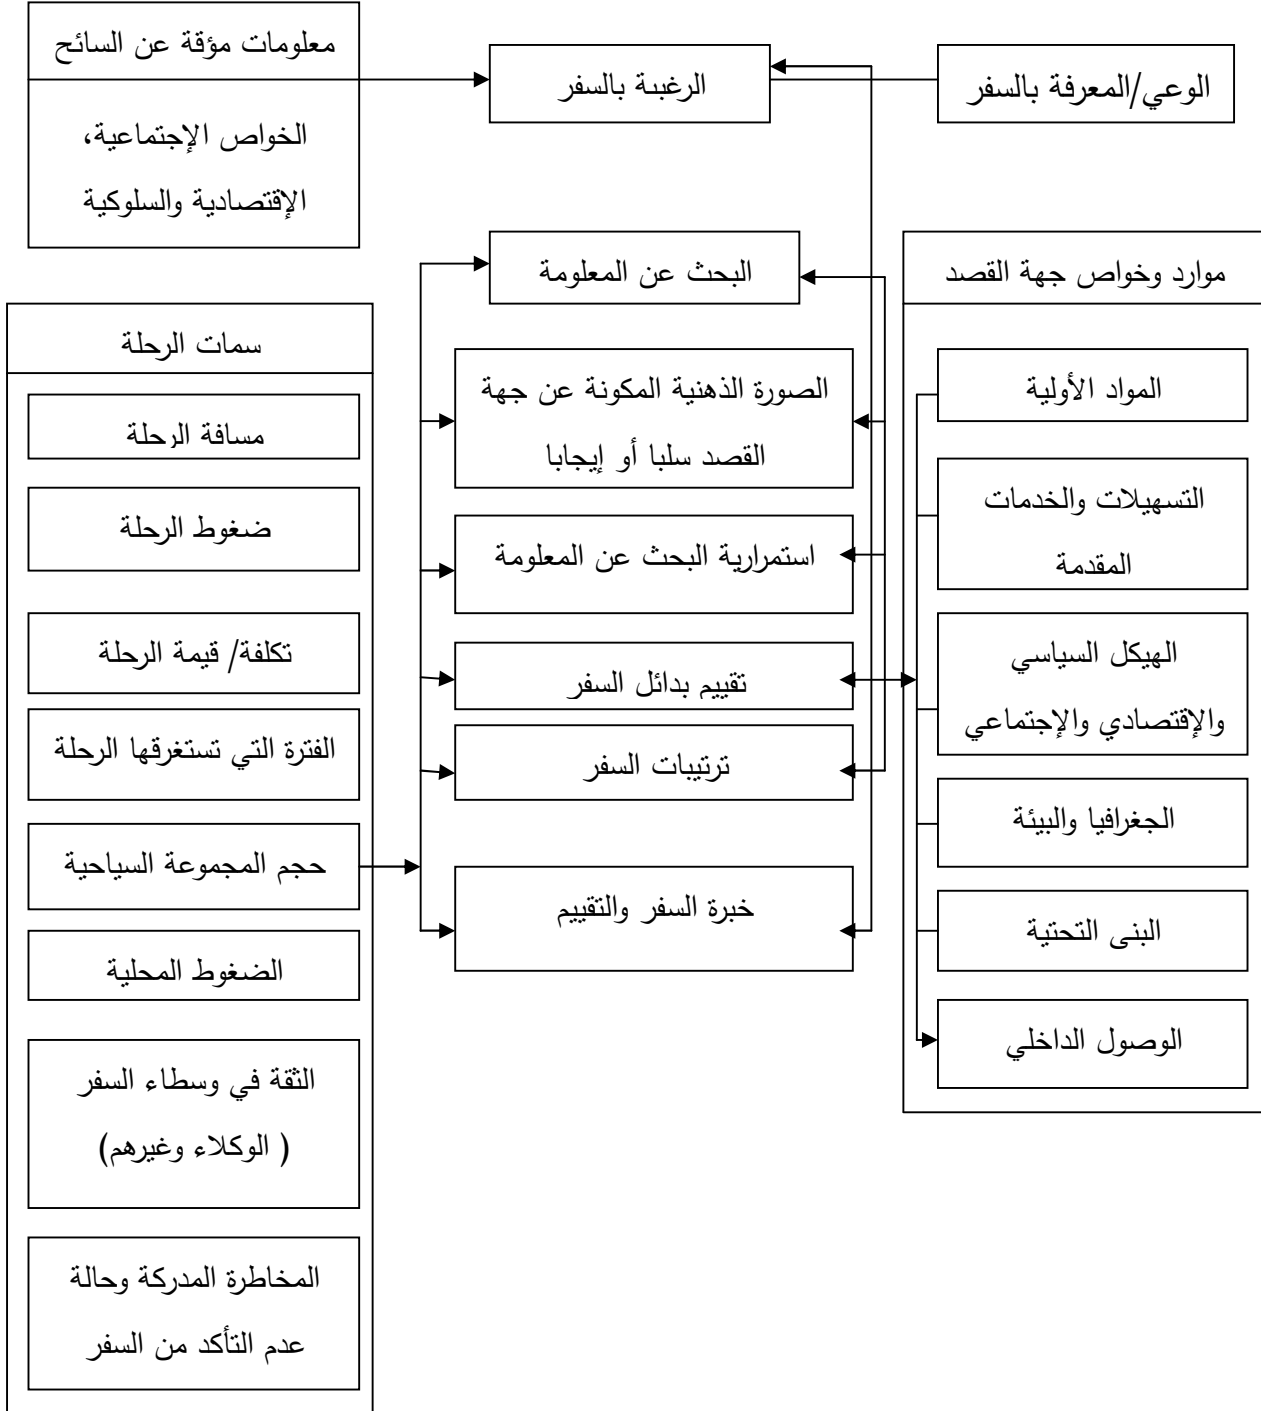 معلومات مؤقة عن السائح
الخواص الإجتماعية،
الإقتصادية والسلوكية
الرغبىة بالسفر
الوعي/المعرفة بالسفر
البحث عن المعلومة
الصورة الذهنية المكونة عن جهة
القصد سلبا أو إيجابا
استمرارية البحث عن المعلومة
تقييم بدائل السفر
ترتيبات السفر
خبرة السفر والتقييم
موارد وخواص جهة القصد
المواد الأولية
التسهيلات والخدمات
المقدمة
الهيكل السياسي
والإقتصادي والإجتماعي
الجغرافيا والبيئة
البنى التحتية
الوصول الداخلي
سمات الرحلة
مسافة الرحلة
ضغوط الرحلة
تكلفة/ قيمة الرحلة
الفترة التي تستغرقها الرحلة
حجم المجموعة السياحية
الضغوط المحلية
الثقة في وسطاء السفر
( الوكلاء وغيرهم)
المخاطرة المدركة وحالة
عدم التأكد من السفر